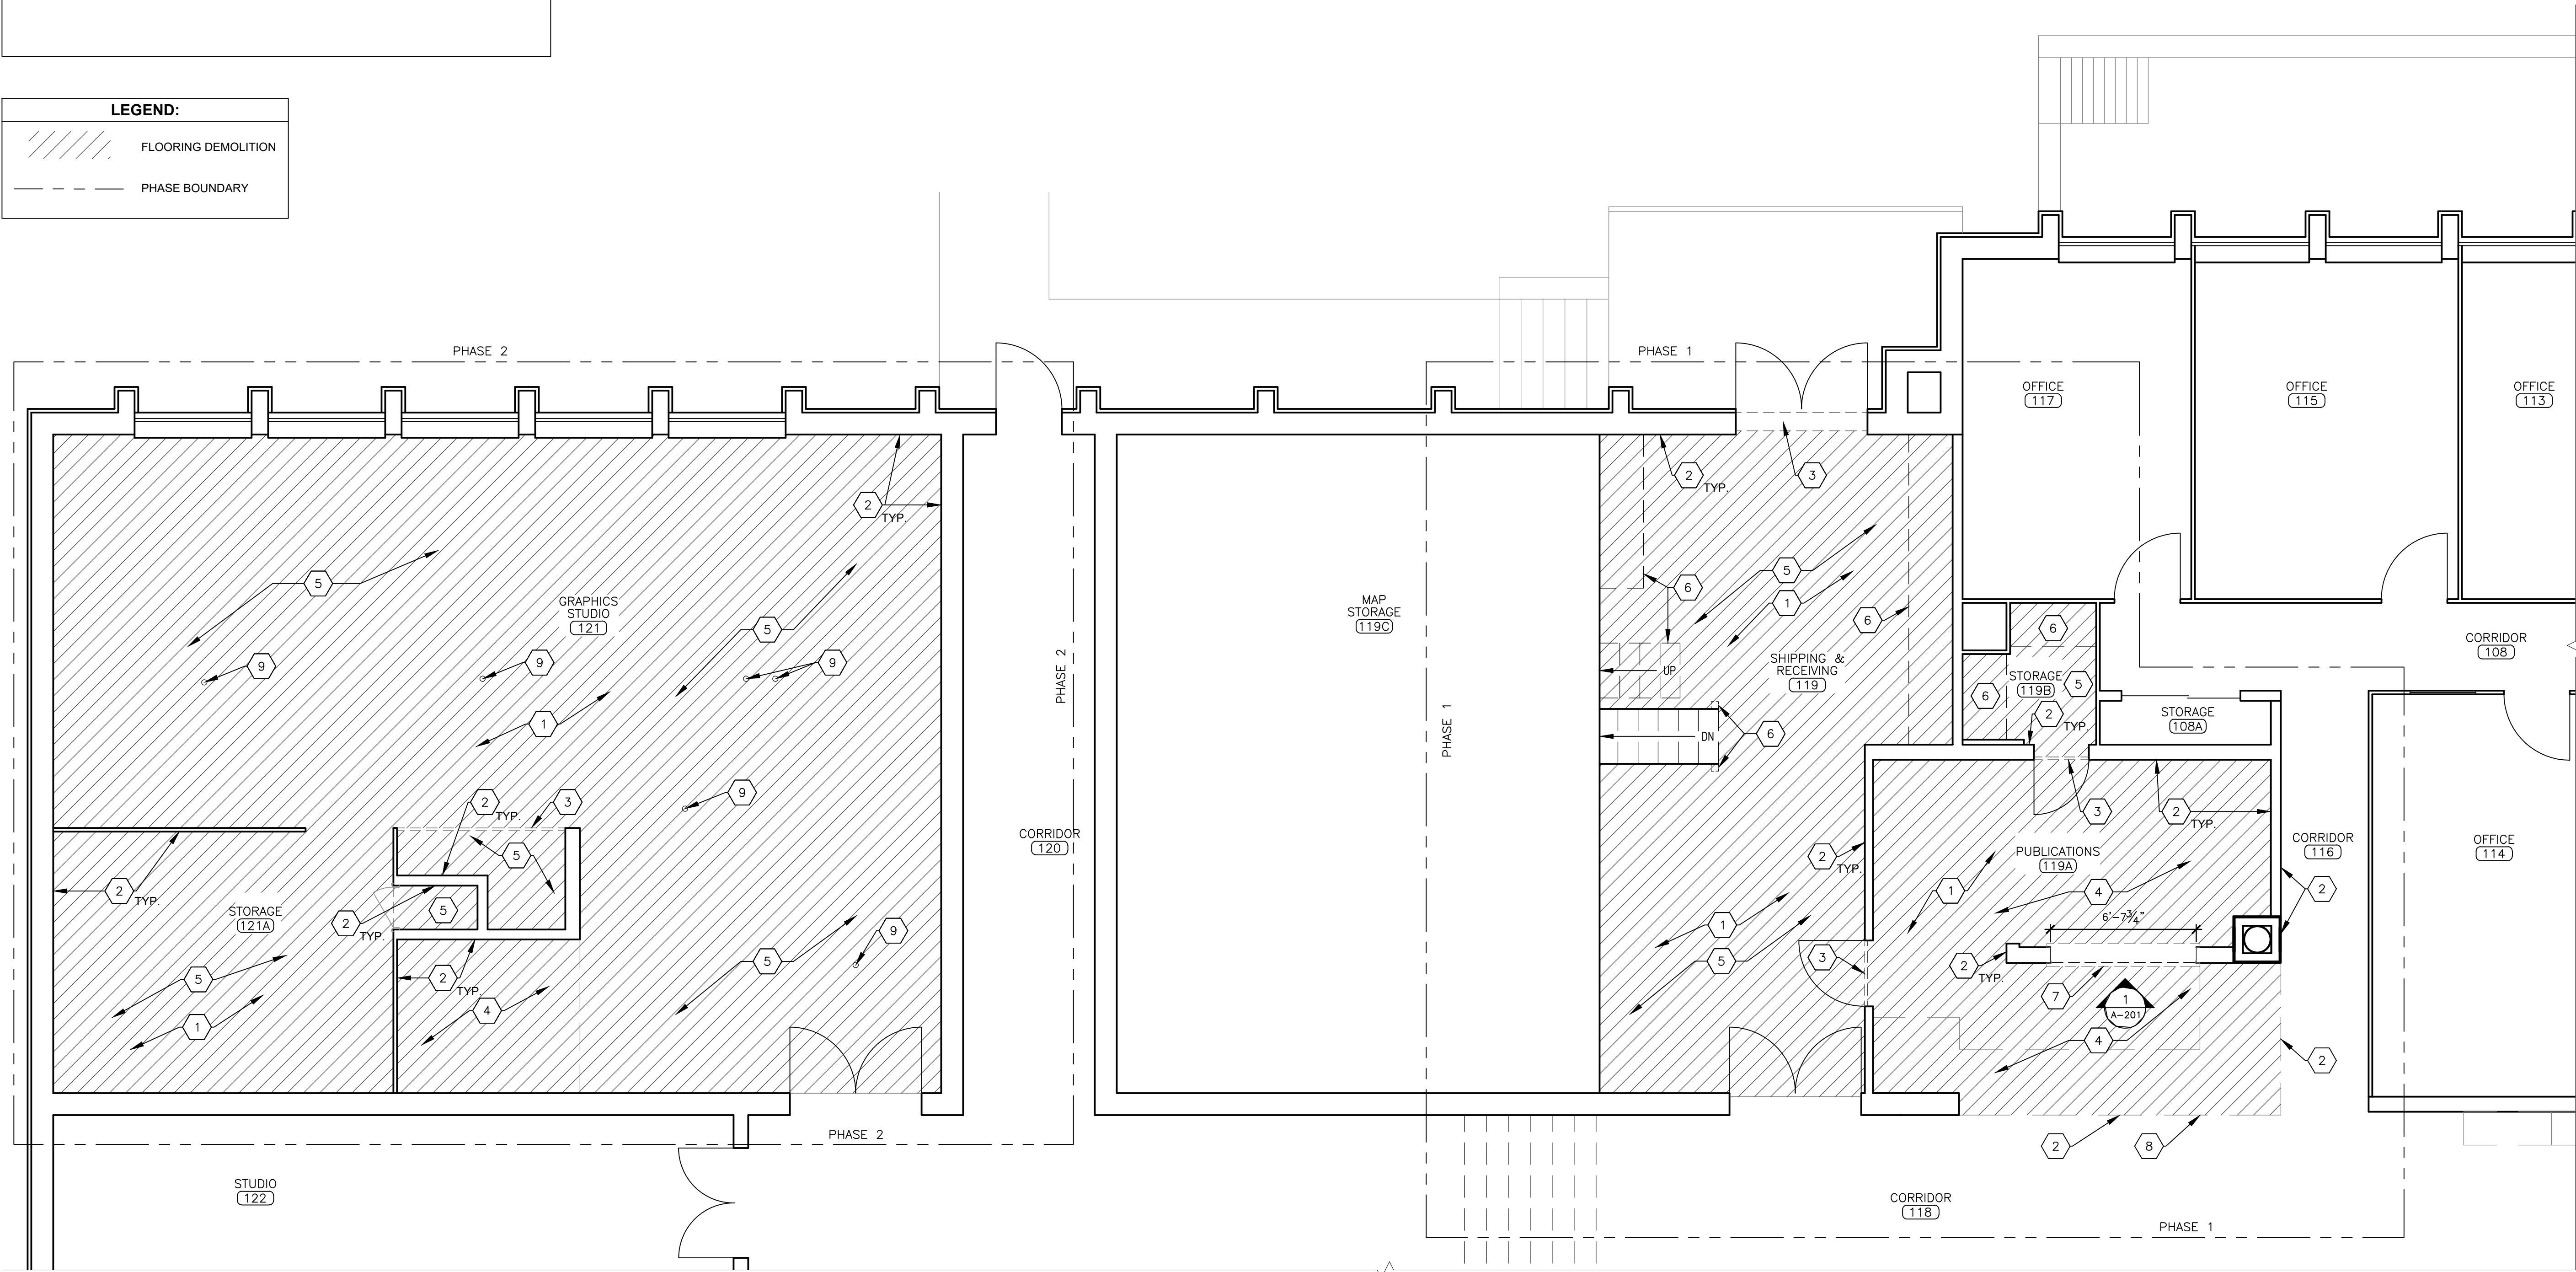 LEGEND:
FLOORING DEMOLITION
PHASE BOUNDARY
PHASE 2
PHASE 1
OFFICE
117
OFFICE
115
OFFICE
113
2
TYP.
2
TYP.
3
5
GRAPHICS
STUDIO
121
5
9
9
9
1
MAP
STORAGE
119C
5
1
6
6
6
SHIPPING &
RECEIVING
119
UP
DN
6
PHASE 2
PHASE 1
6
STORAGE
119B
5
6
2
TYP.
CORRIDOR
108
STORAGE
108A
9
2
TYP.
3
5
CORRIDOR
120
2
TYP.
3
2
TYP.
PUBLICATIONS
119A
CORRIDOR
116
OFFICE
114
2
TYP.
STORAGE
121A
2
TYP.
5
1
4
2
6'-7¾"
9
5
1
2
TYP.
4
5
1
5
3
2
TYP.
7
1
A-201
4
2
2
8
PHASE 2
STUDIO
122
CORRIDOR
118
PHASE 1